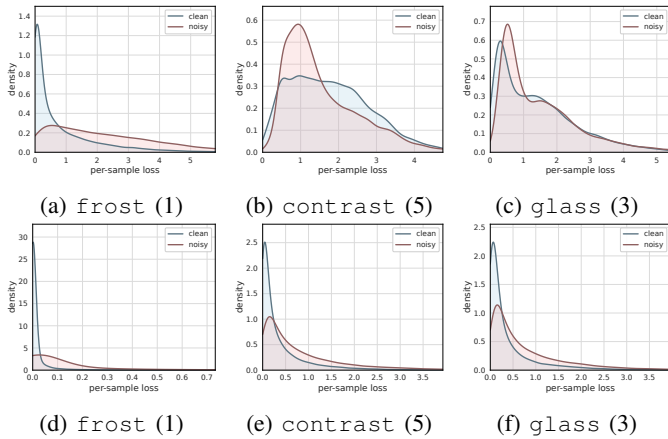 1.4
1.2
1.0
0.8
0.6
0.4
0.2
0.0
density
0 1 2 3 4 5
per-sample loss
clean
noisy
(a) frost (1)
0.6
0.5
0.4
0.3
0.2
0.1
0.0
density
0 1 2 3 4
per-sample loss
clean
noisy
(b) contrast (5)
0.8
0.7
0.6
0.5
0.4
0.3
0.2
0.1
0.0
density
0 1 2 3 4 5
per-sample loss
clean
noisy
(c) glass (3)
30
25
20
15
10
5
0
density
0.0 0.1 0.2 0.3 0.4 0.5 0.6 0.7
per-sample loss
clean
noisy
(d) frost (1)
2.5
2.0
1.5
1.0
0.5
0.0
density
0.0 0.5 1.0 1.5 2.0 2.5 3.0 3.5
per-sample loss
clean
noisy
(e) contrast (5)
2.5
2.0
1.5
1.0
0.5
0.0
density
0.0 0.5 1.0 1.5 2.0 2.5 3.0 3.5
per-sample loss
clean
noisy
(f) glass (3)